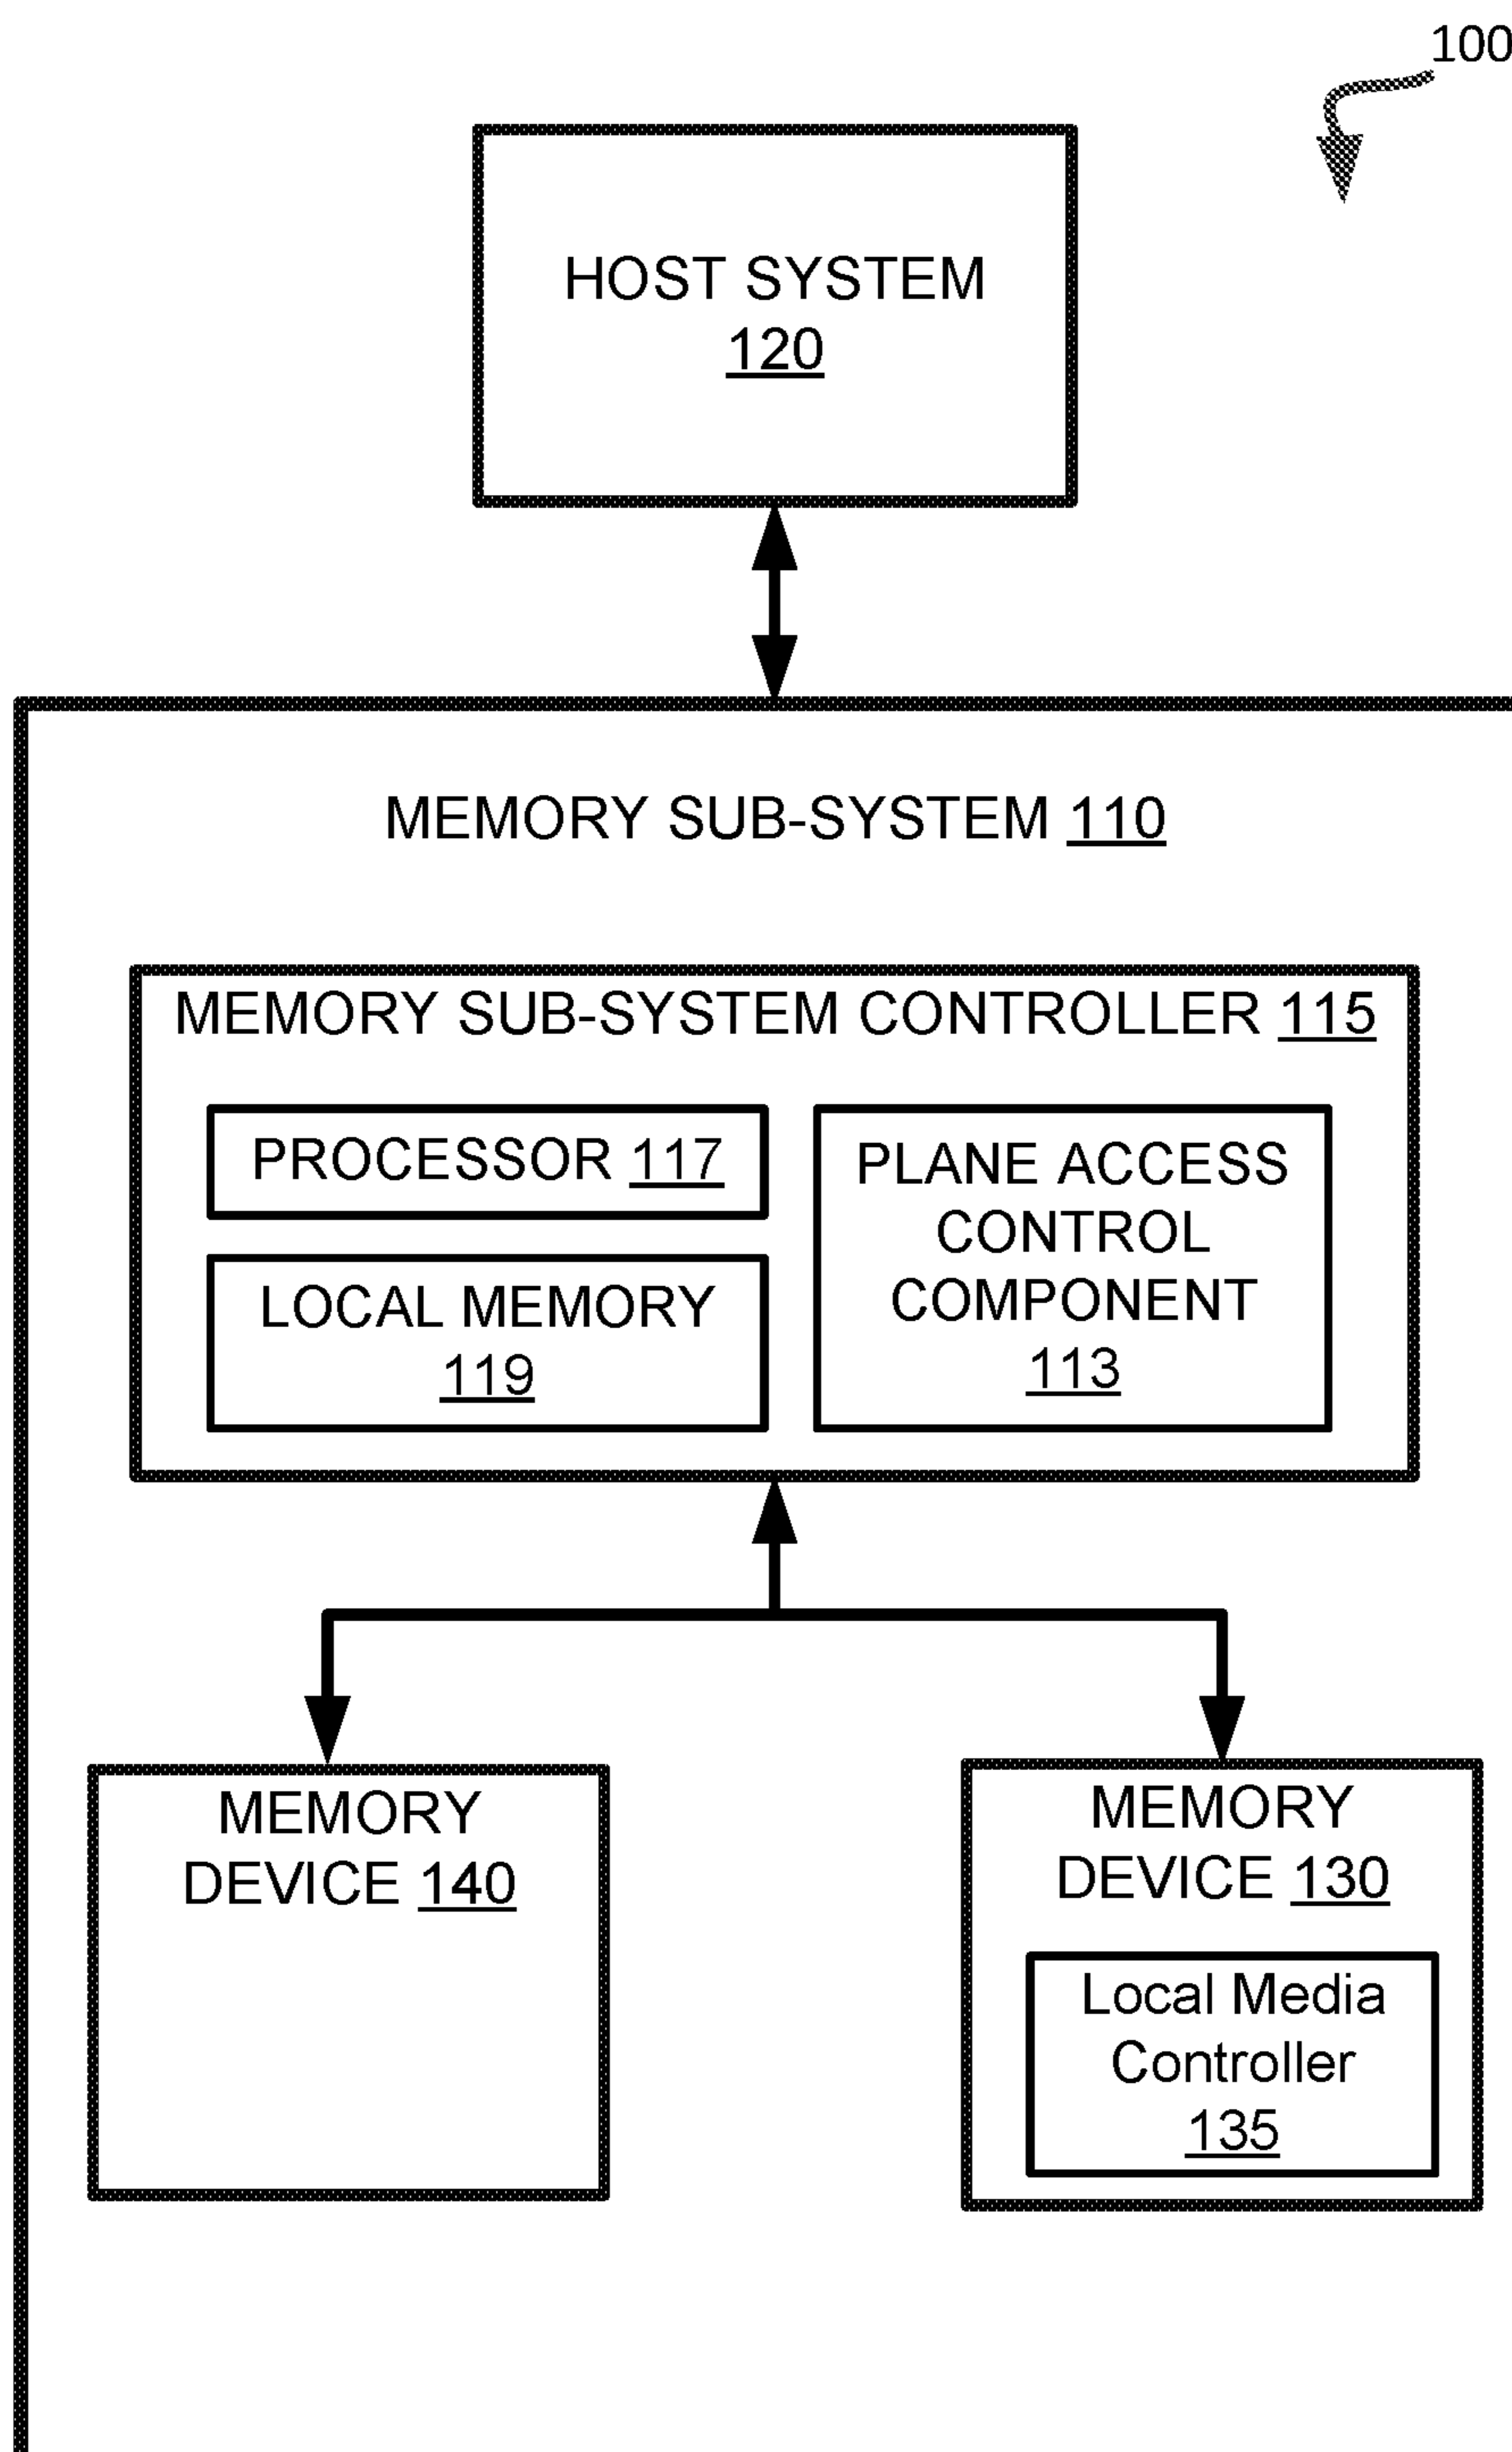 100
HOST SYSTEM
120
MEMORY SUB-SYSTEM 110
MEMORY SUB-SYSTEM CONTROLLER 115
PROCESSOR 117
LOCAL MEMORY
119
PLANE ACCESS
CONTROL
COMPONENT
113
MEMORY
DEVICE 140
MEMORY
DEVICE 130
Local Media
Controller
135